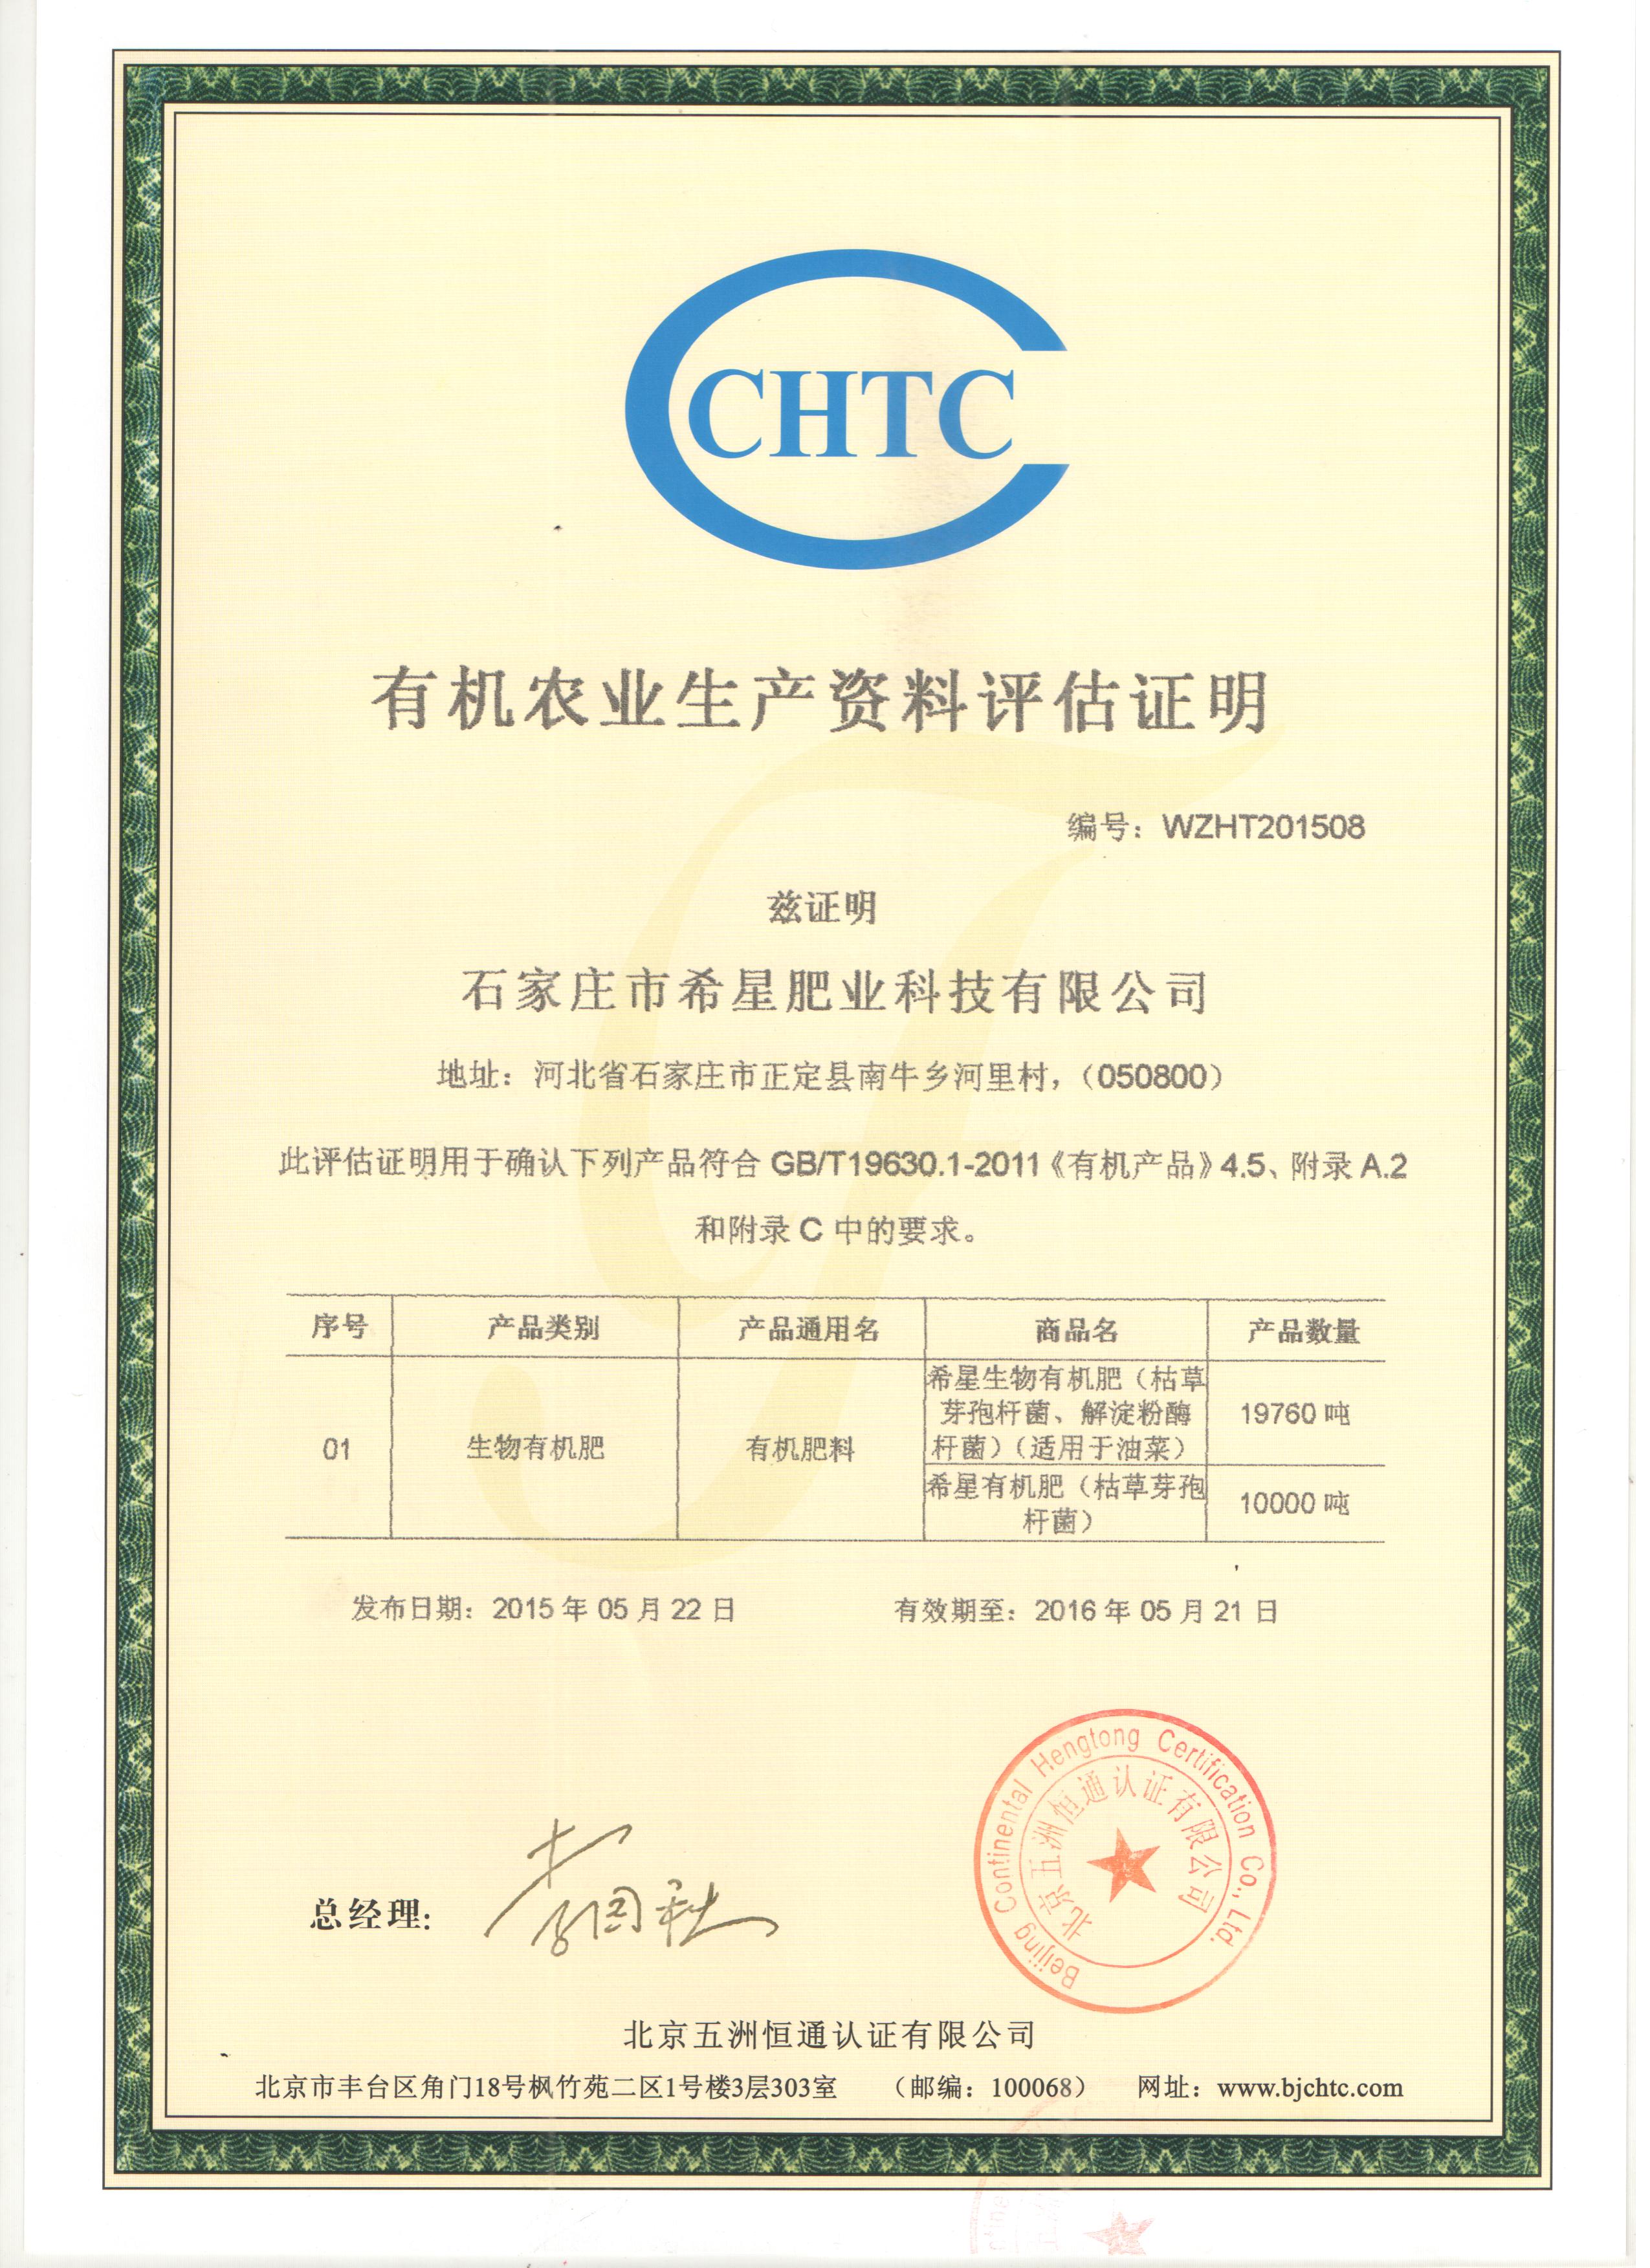 CHTC
有机农业生产资料评估证明
编号：WZHT201508
兹证明
石家庄市希星肥业科技有限公司
地址：河北省石家庄市正定县南牛乡河里村，（050800）
此评估证明用于确认下列产品符合 GB/T19630.1-2011《有机产品》4.5、附录 A.2
和附录 C 中的要求。
序号 产品类别 产品通用名 商品名 产品数量
01 生物有机肥 有机肥料
希星生物有机肥（枯草
芽孢杆菌、解淀粉酶
杆菌）（适用于油菜）
19760 吨
希星有机肥（枯草芽孢
杆菌）
10000 吨
发布日期：2015 年 05 月 22 日 有效期至：2016 年 05 月 21 日
Beijing Continental Hengtong Certification Co., Ltd.
北京五洲恒通认证有限公司
总经理:
北京五洲恒通认证有限公司
北京市丰台区角门18号枫竹苑二区1号楼3层303室 （邮编：100068） 网址：www.bjchtc.com